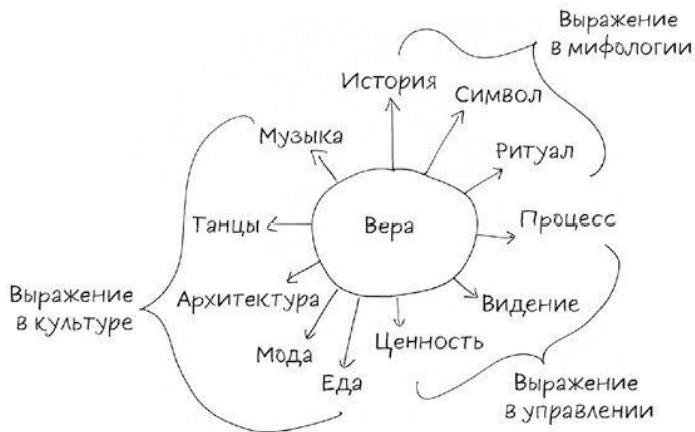 Выражение
в мифологии
История
Символ
Музыка
Ритуал
Танцы
Вера
Процесс
Выражение
в культуре
Архитектура
Видение
Мода
Ценность
Еда
Выражение
в управлении